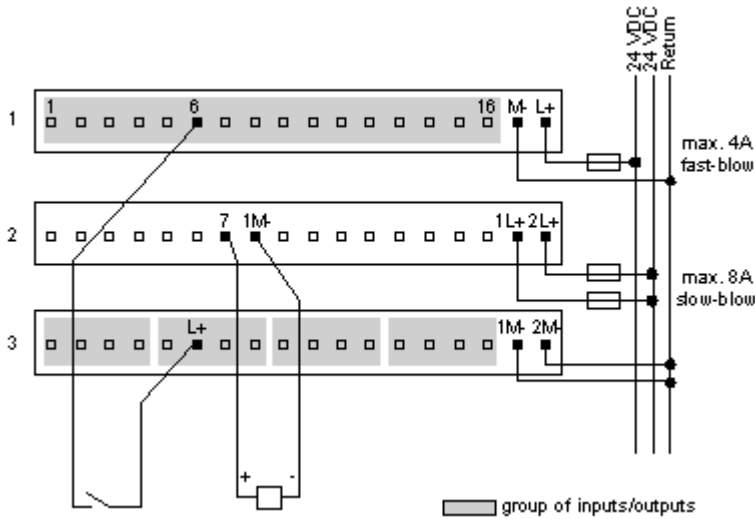 24 VDC
24 VDC
Return
1
1
6
16
M-
L+
max. 4A
fast-blow
2
7
1M-
1L+
2L+
max. 8A
slow-blow
3
L+
1M-
2M-
+
-
group of inputs/outputs